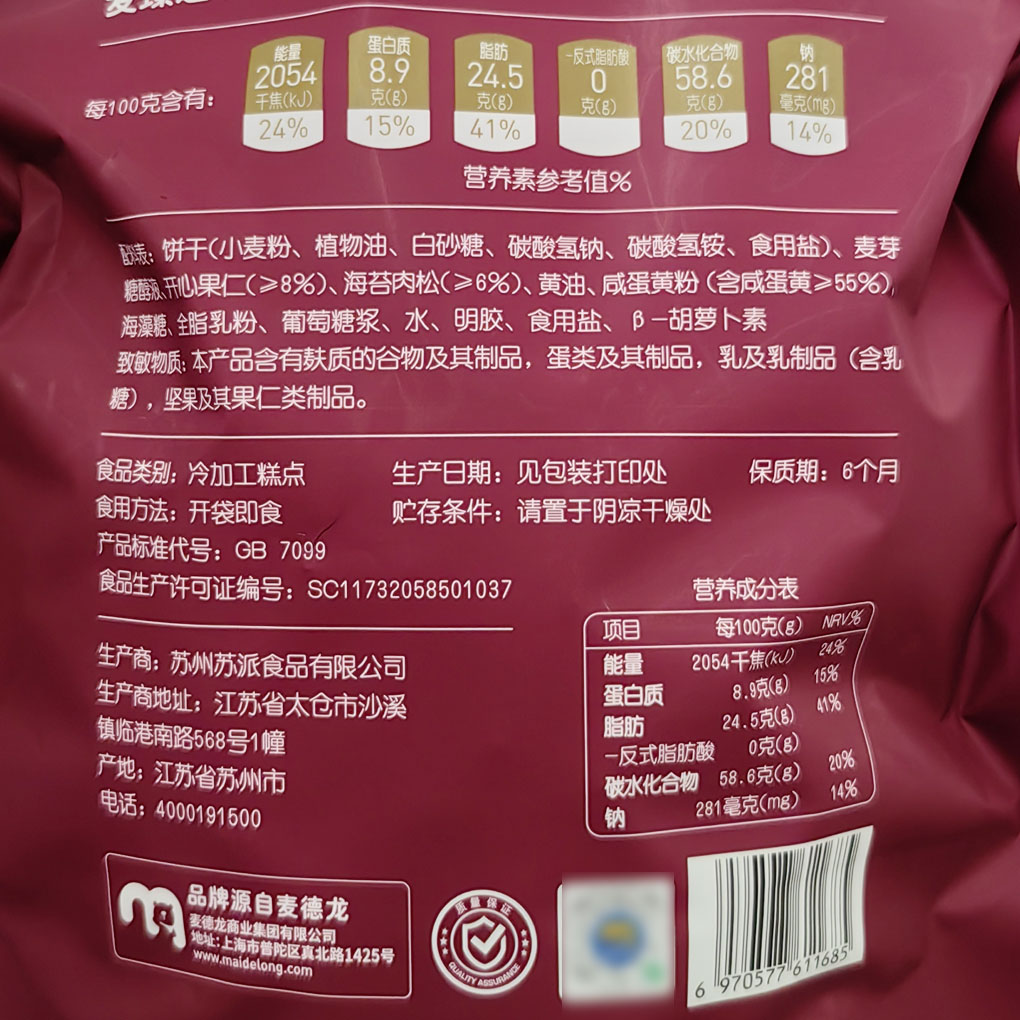 能量 蛋白质 脂肪 -反式脂肪酸 碳水化合物 钠
2054 8.9 24.5 0 58.6 281
每100克含有: 千焦(kJ) 克(g) 克(g) 克(g) 克(g) 毫克(mg)
24% 15% 41% 20% 14%
营养素参考值%
配料表: 饼干(小麦粉、植物油、白砂糖、碳酸氢钠、碳酸氢铵、食用盐)、麦芽
糖醇液、开心果仁(≥8%)、海苔肉松(≥6%)、黄油、咸蛋黄粉(含咸蛋黄≥55%),
海藻糖、全脂乳粉、葡萄糖浆、水、明胶、食用盐、β-胡萝卜素
致敏物质: 本产品含有麸质的谷物及其制品, 蛋类及其制品, 乳及乳制品(含乳
糖), 坚果及其果仁类制品。
食品类别: 冷加工糕点 生产日期: 见包装打印处 保质期: 6个月
食用方法: 开袋即食 贮存条件: 请置于阴凉干燥处
产品标准代号: GB 7099
食品生产许可证编号: SC11732058501037
生产商: 苏州苏派食品有限公司
生产商地址: 江苏省太仓市沙溪
镇临港南路568号1幢
产地: 江苏省苏州市
电话: 4000191500
营养成分表
项目 每100克(g) NRV%
能量 2054千焦(kJ) 24%
蛋白质 8.9克(g) 15%
脂肪 24.5克(g) 41%
-反式脂肪酸 0克(g)
碳水化合物 58.6克(g) 20%
钠 281毫克(mg) 14%
品牌源自麦德龙
麦德龙商业集团有限公司
地址:上海市普陀区真北路1425号
www.maidelong.com
质量保证
QUALITY ASSURANCE
6 970577 611685